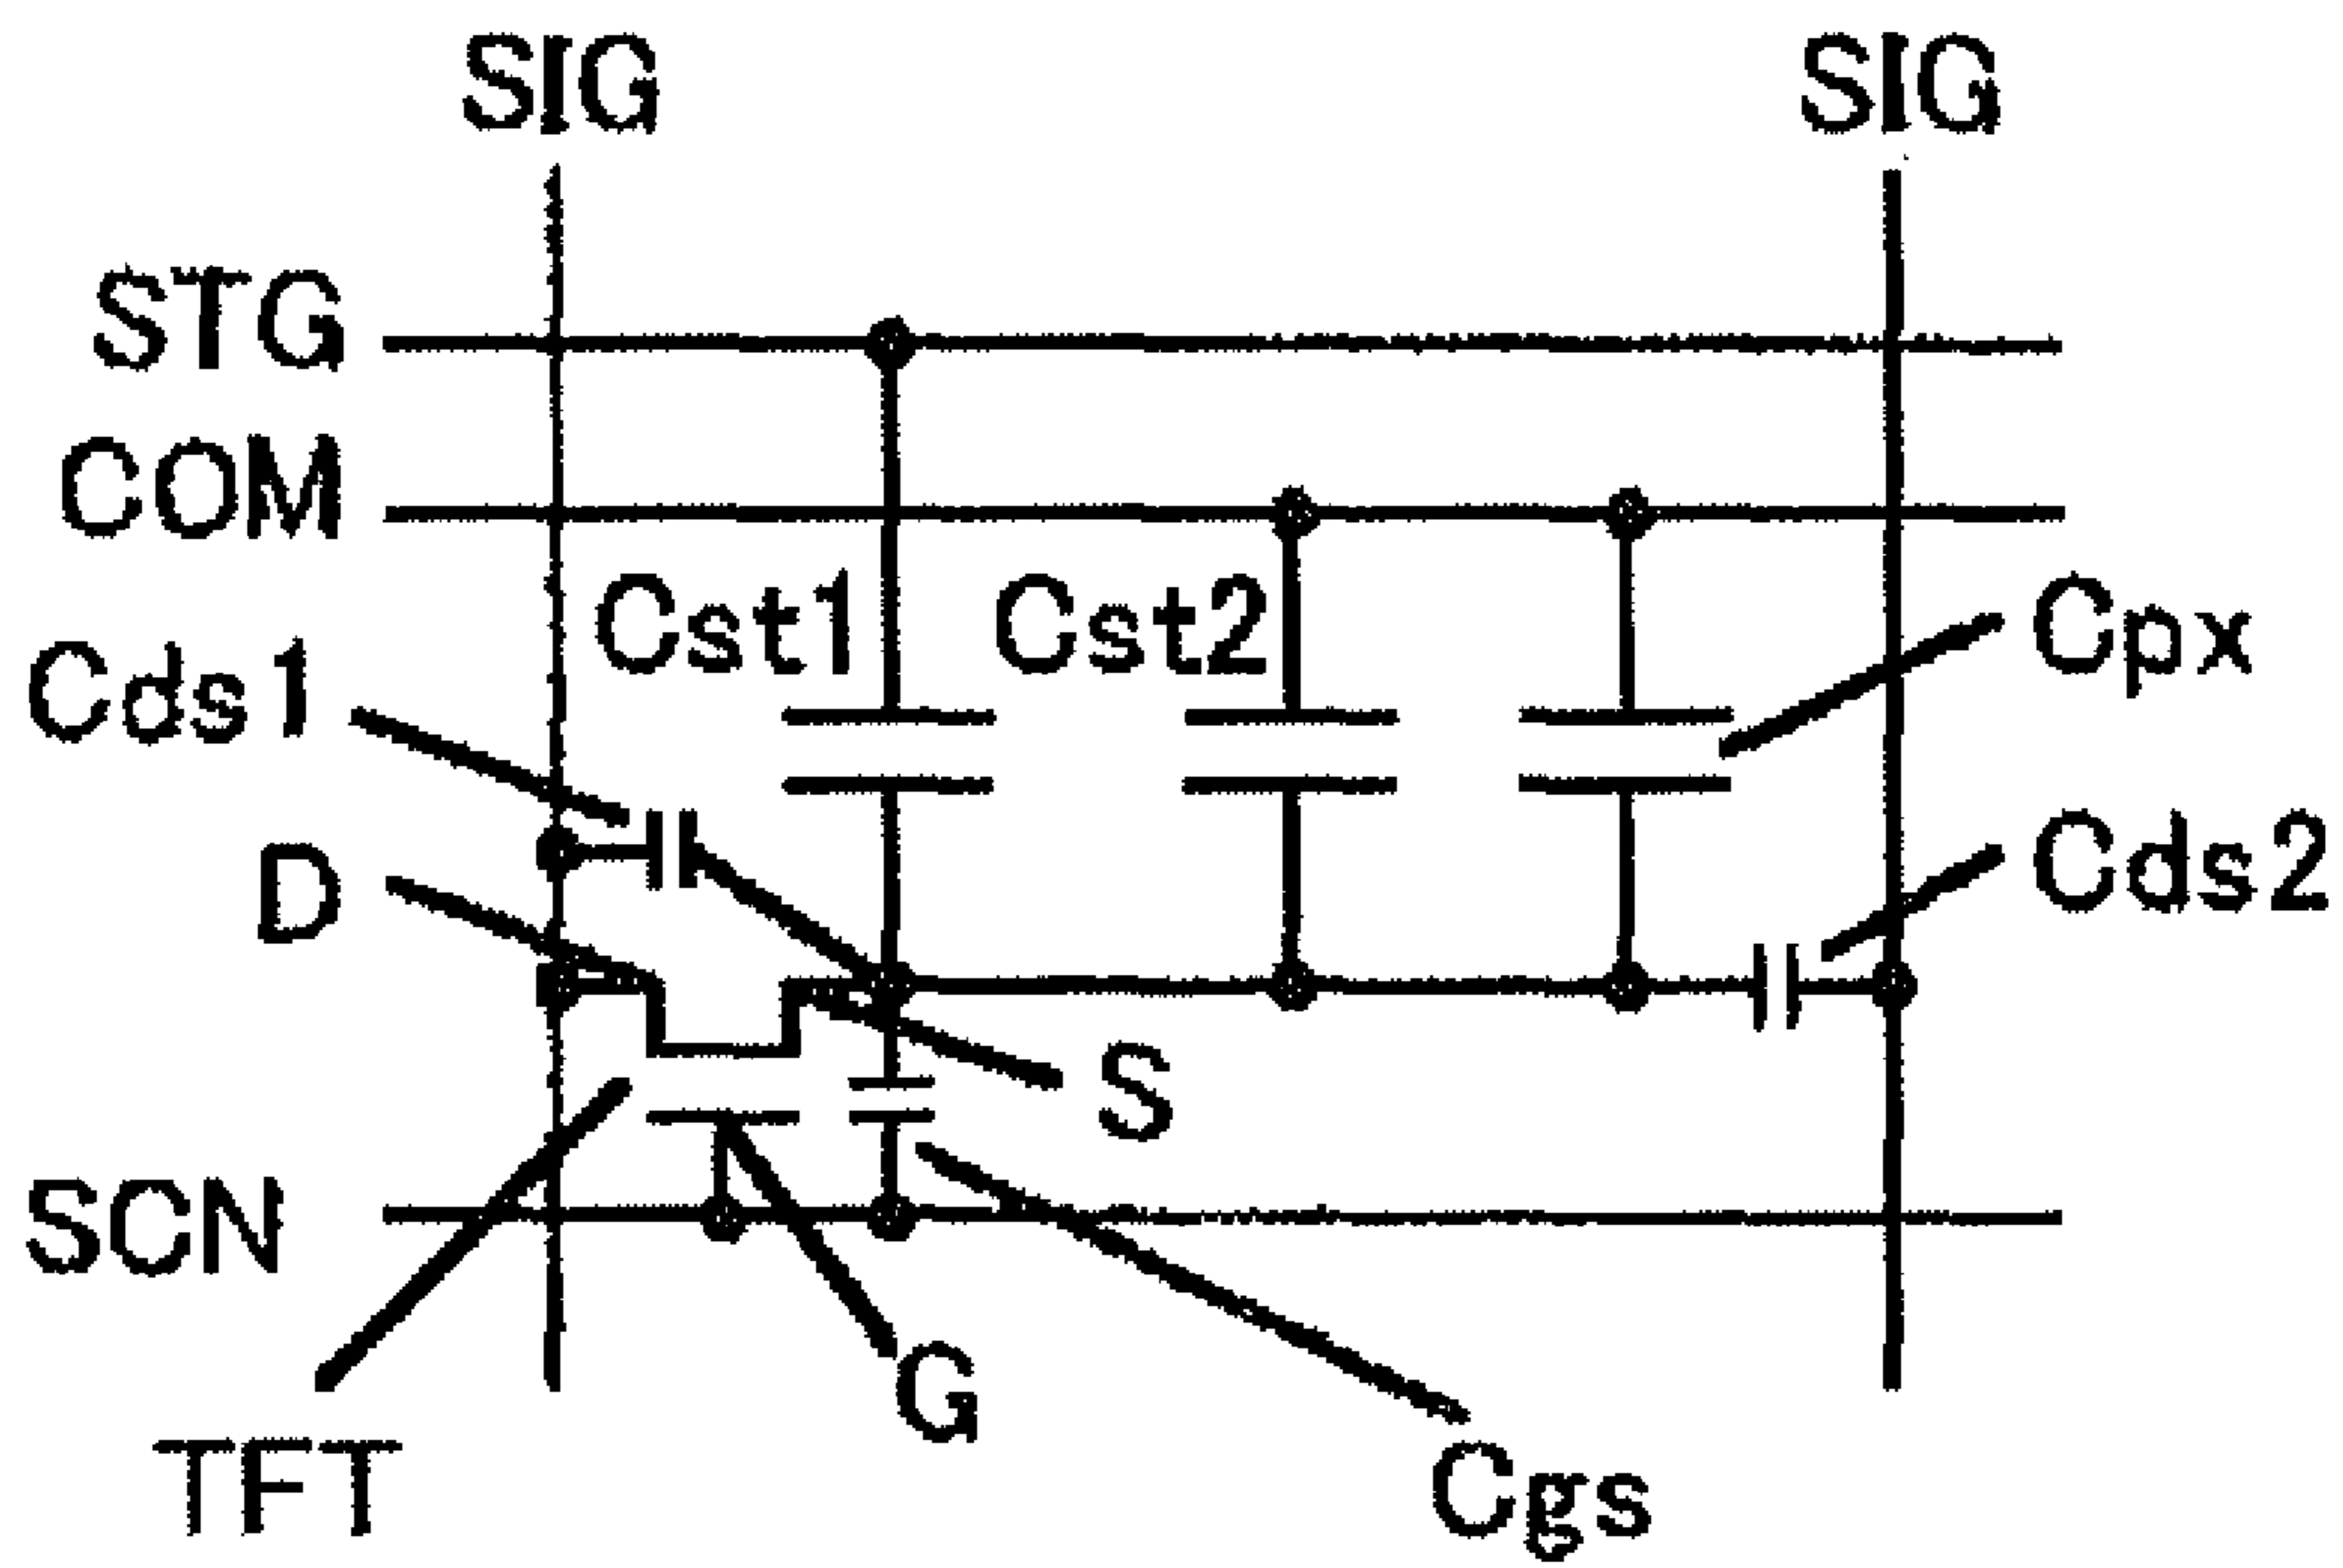 SIG SIG
STG
COM
Cst1 Cst2 Cpx
Cds1
D Cds2
S
SCN
G
TFT Cgs